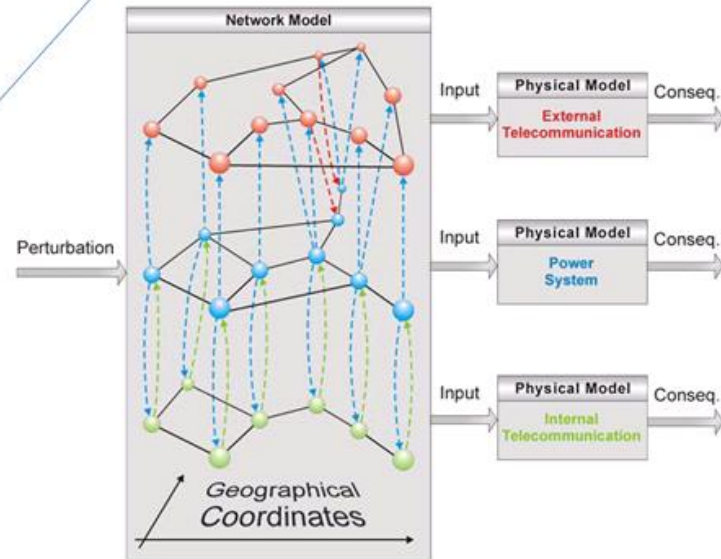 Network Model
Perturbation
Geographical
Coordinates
Input
Physical Model
External
Telecommunication
Conseq.
Input
Physical Model
Power
System
Conseq.
Input
Physical Model
Internal
Telecommunication
Conseq.